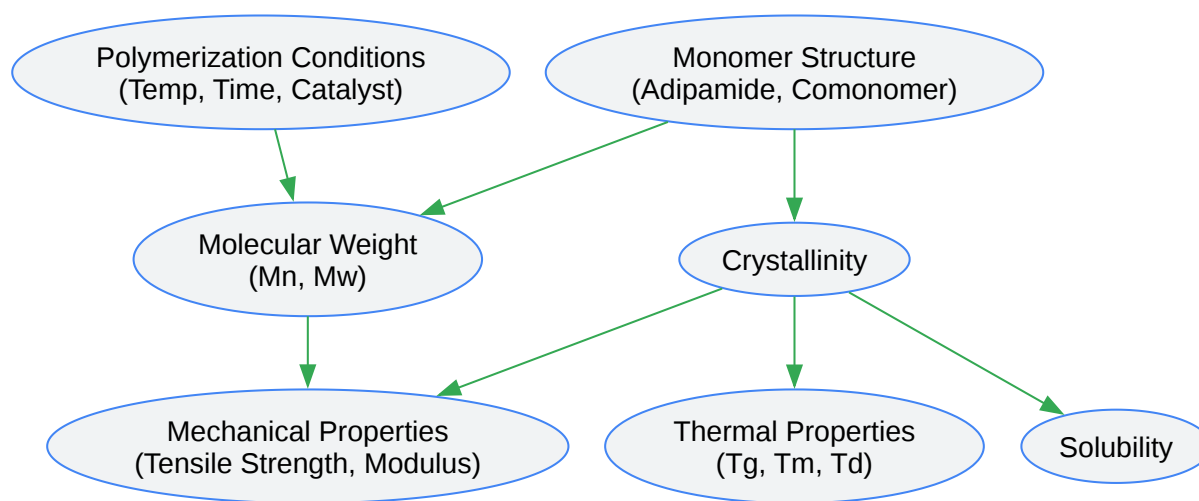 Polymerization Conditions
(Temp, Time, Catalyst)
Monomer Structure
(Adipamide, Comonomer)
Molecular Weight
(Mn, Mw)
Crystallinity
Mechanical Properties
(Tensile Strength, Modulus)
Thermal Properties
(Tg, Tm, Td)
Solubility